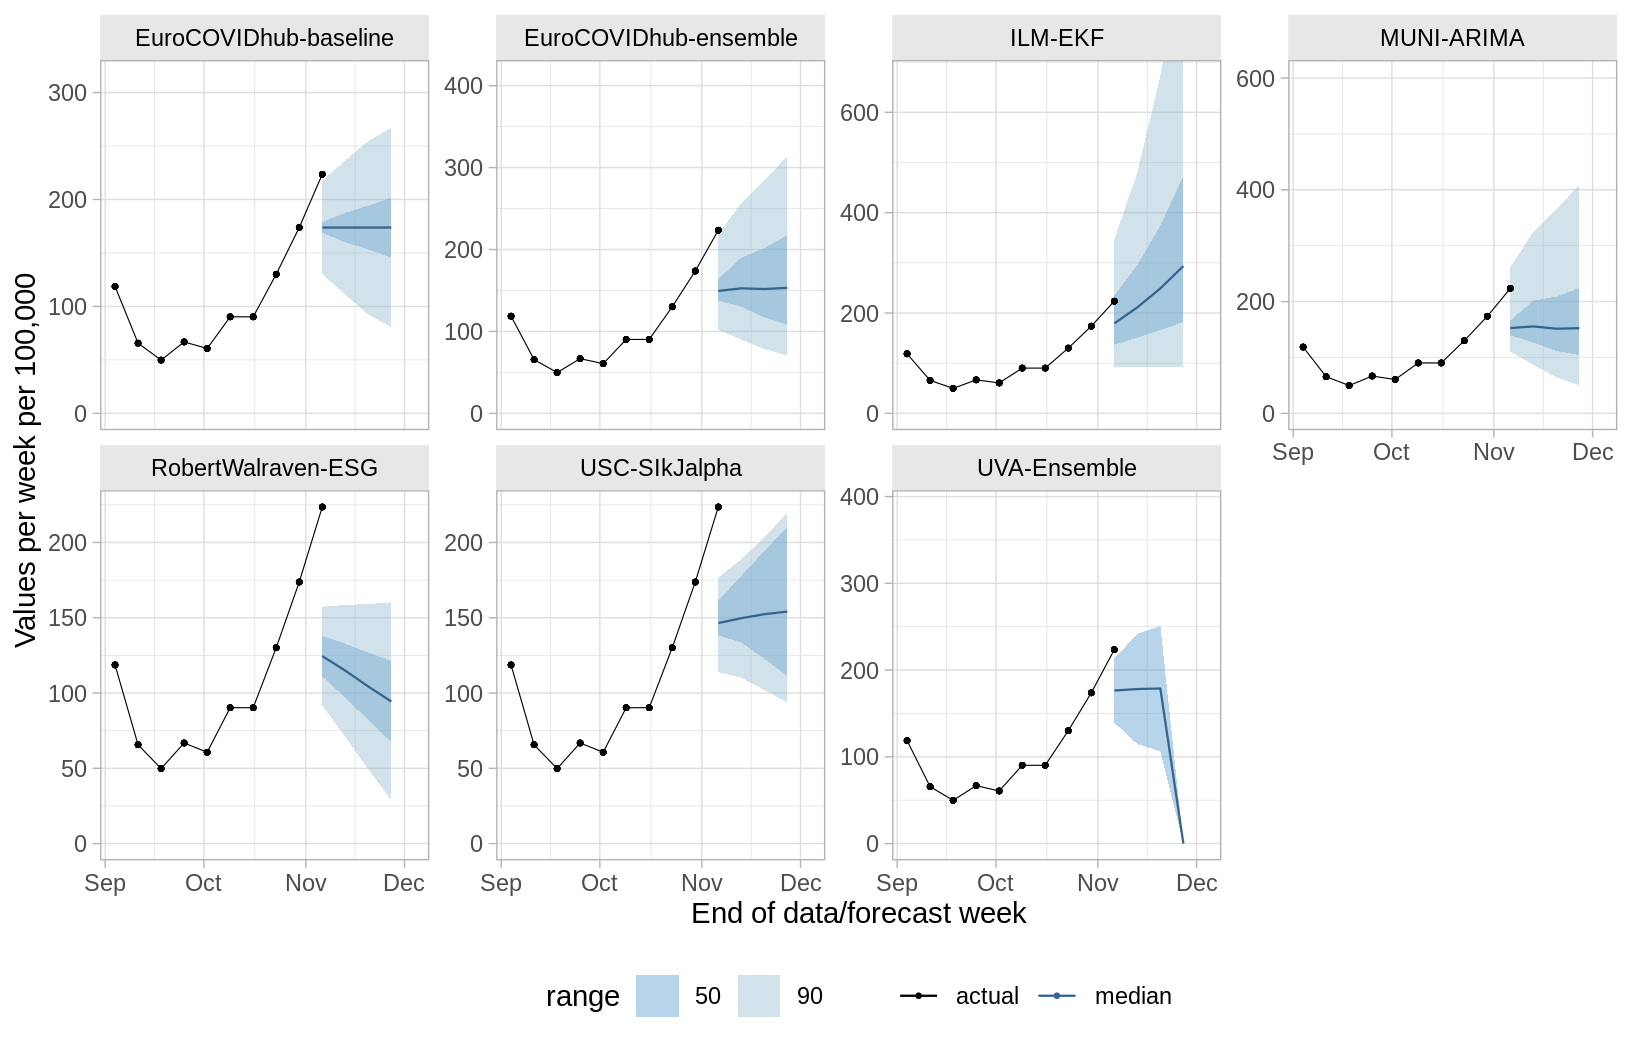 EuroCOVIDhub-baseline
EuroCOVIDhub-ensemble
ILM-EKF
MUNI-ARIMA
Values per week per 100,000
300
200
100
0
400
300
200
100
0
600
400
200
0
600
400
200
0
Sep Oct Nov Dec
RobertWalraven-ESG
USC-SIkJalpha
UVA-Ensemble
200
150
100
50
0
200
150
100
50
0
400
300
200
100
0
Sep Oct Nov Dec
Sep Oct Nov Dec
Sep Oct Nov Dec
End of data/forecast week
range 50 90 actual median